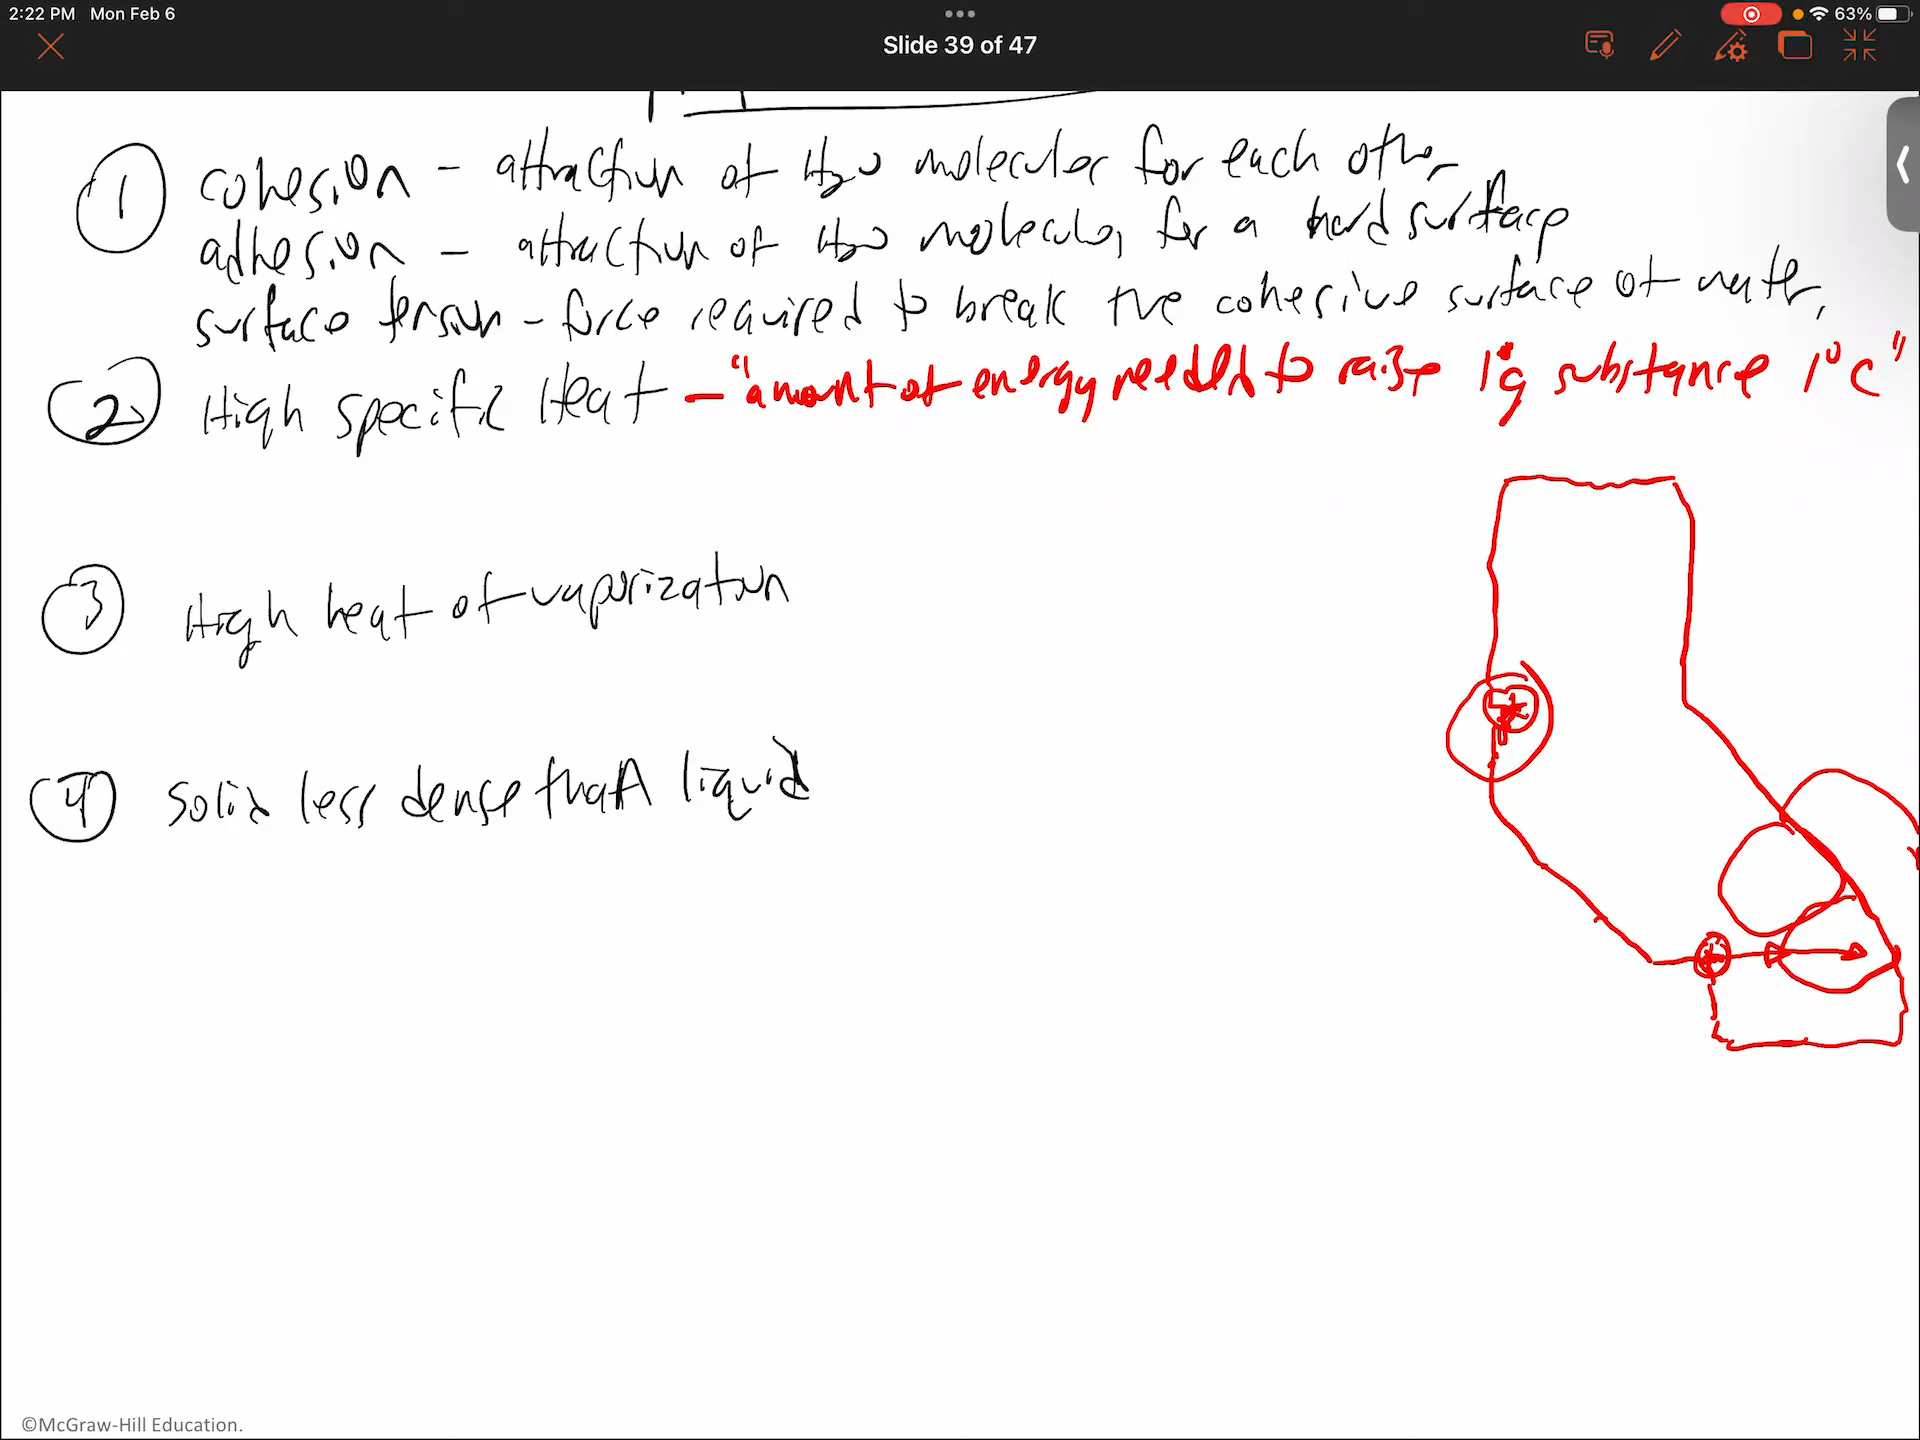 2:22 PM Mon Feb 6
63%
Slide 39 of 47
1 cohesion - attraction of H2O molecules for each other
adhesion - attraction of H2O molecules for a hard surface
surface tension - force required to break the cohesive surface of water.
2 High specific Heat - "amount of energy needed to raise 1g substance 1°C"
3 High heat of vaporization
4 Solid less dense than liquid
©McGraw-Hill Education.